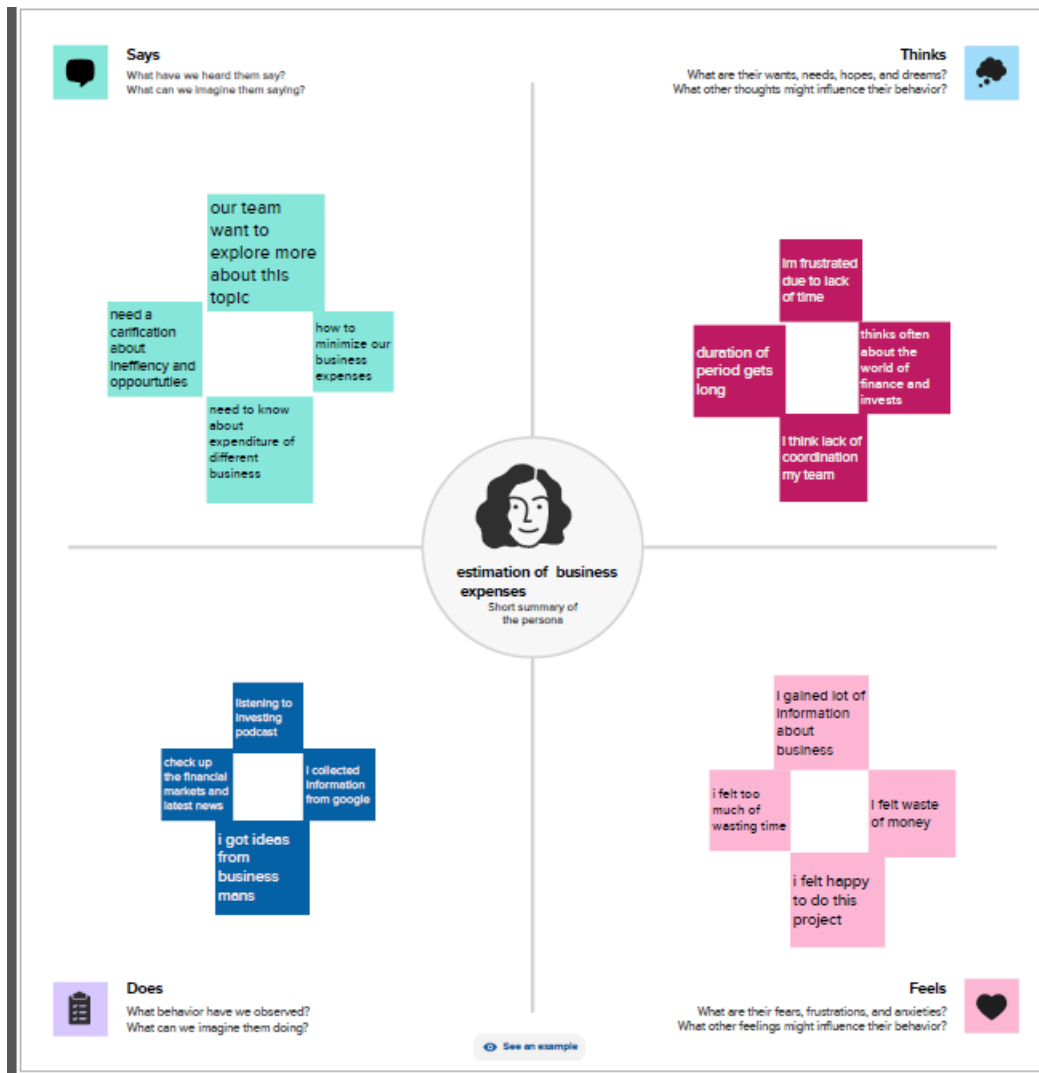 Says
What have we heard them say?
What can we imagine them saying?
Thinks
What are their wants, needs, hopes, and dreams?
What other thoughts might influence their behavior?
our team
want to
explore more
about this
topic
need a
carification
about
ineffiency and
oppourtuties
how to
minimize our
business
expenses
need to know
about
expenditure of
different
business
im frustrated
due to lack
of time
duration of
period gets
long
thinks often
about the
world of
finance and
invests
I think lack of
coordination
my team
estimation of business
expenses
Short summary of
the persona
listening to
investing
podcast
check up
the financial
markets and
latest news
I collected
information
from google
i got ideas
from
business
mans
I gained lot of
information
about
business
i felt too
much of
wasting time
I felt waste
of money
i felt happy
to do this
project
Does
What behavior have we observed?
What can we imagine them doing?
Feels
What are their fears, frustrations, and anxieties?
What other feelings might influence their behavior?
See an example